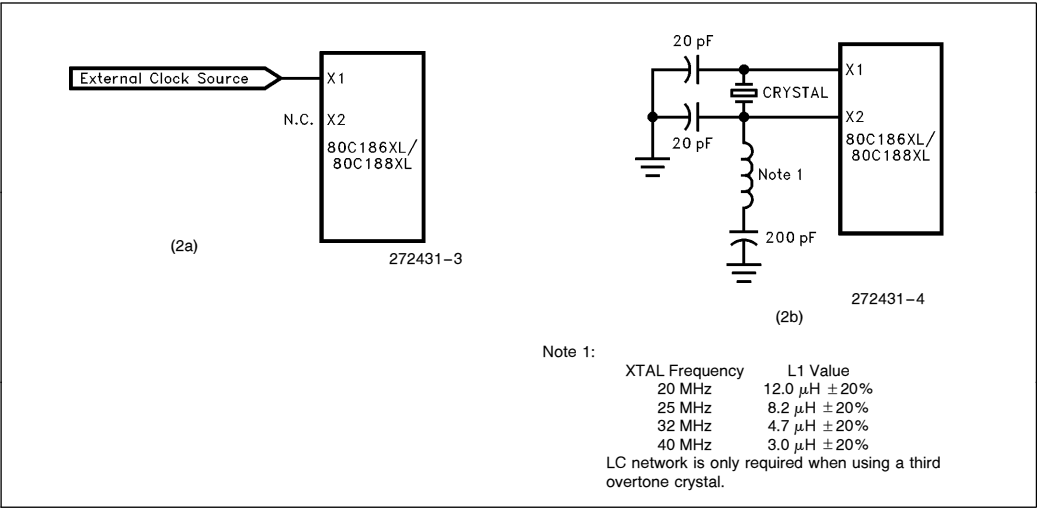 External Clock Source
X1
N.C.
X2
80C186XL/
80C188XL
(2a)
272431-3
20 pF
X1
CRYSTAL
X2
20 pF
80C186XL/
80C188XL
Note 1
200 pF
272431-4
(2b)
Note 1:
XTAL Frequency L1 Value
20 MHz 12.0 μH ±20%
25 MHz 8.2 μH ±20%
32 MHz 4.7 μH ±20%
40 MHz 3.0 μH ±20%
LC network is only required when using a third
overtone crystal.